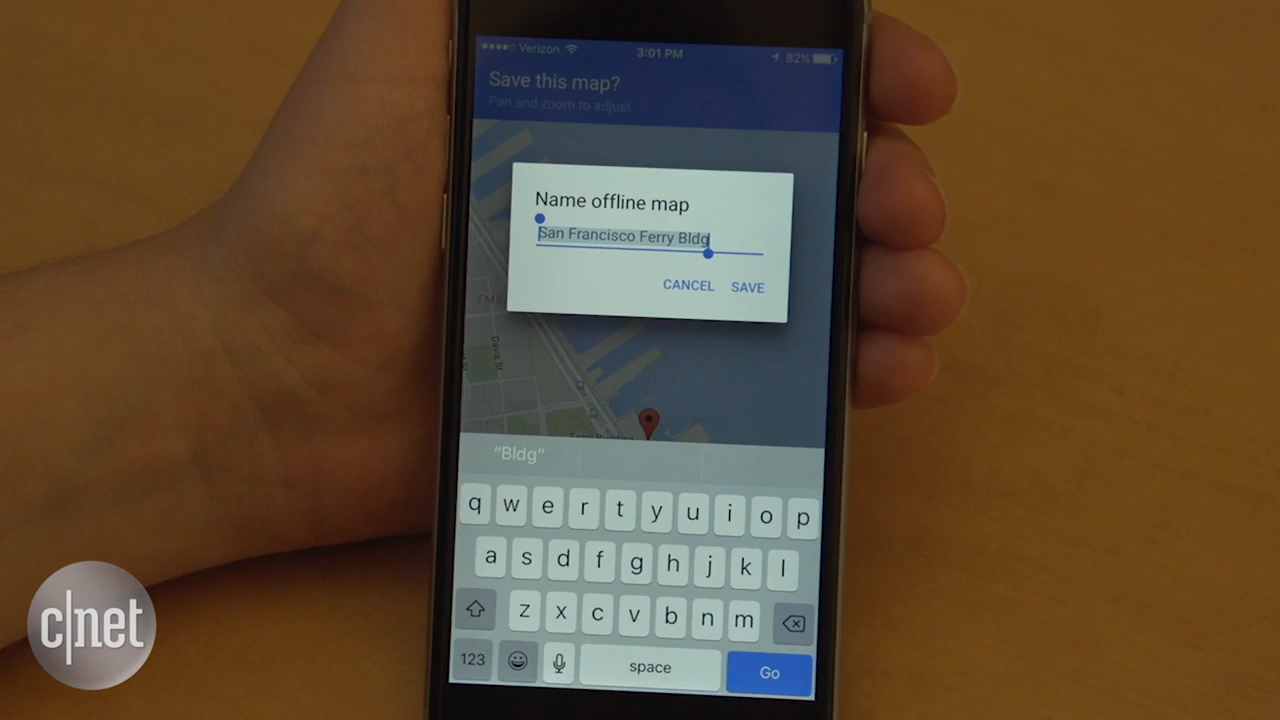 Verizon 3:01 PM 82%
Save this map?
Pan and zoom to adjust
Name offline map
San Francisco Ferry Bldg
CANCEL SAVE
Davis St
"Bldg"
q w e r t y u i o p
a s d f g h j k l
z x c v b n m
123 space Go
c|net